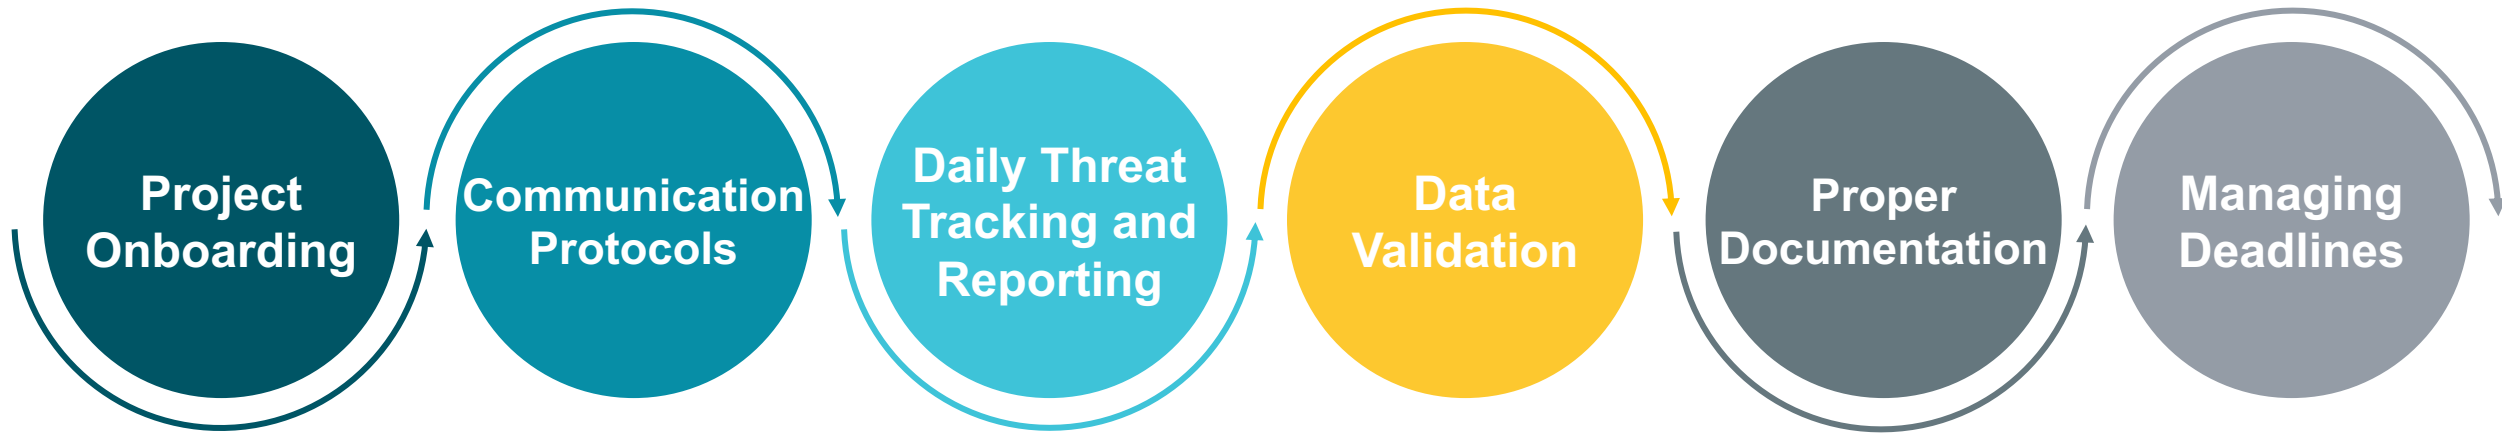 Project
Onboarding
Communication
Protocols
Daily Threat
Tracking and
Reporting
Data
Validation
Proper
Documentation
Managing
Deadlines